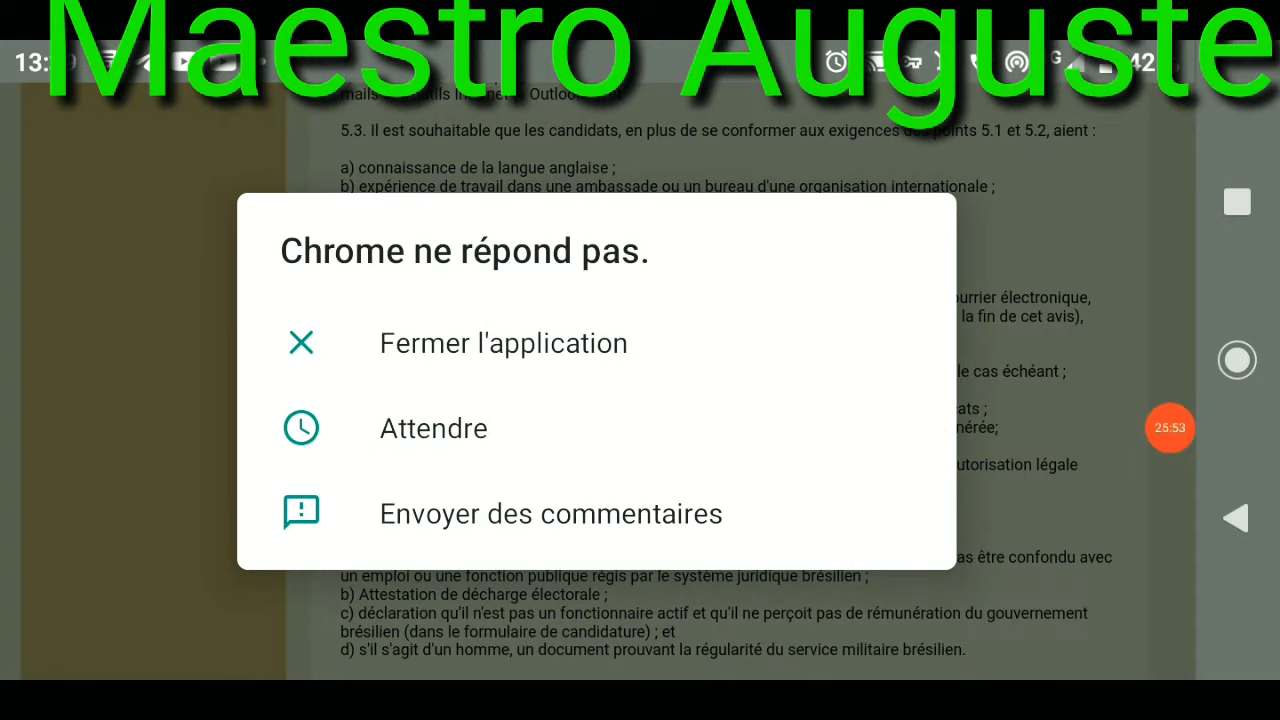 Maestro Auguste
13:
42
mails
5.3. Il est souhaitable que les candidats, en plus de se conformer aux exigences des points 5.1 et 5.2, aient :
a) connaissance de la langue anglaise ;
b) expérience de travail dans une ambassade ou un bureau d'une organisation internationale ;
Chrome ne répond pas.
ourrier électronique,
la fin de cet avis),
Fermer l'application
le cas échéant ;
cats ;
Attendre
nérée;
25:53
utorisation légale
Envoyer des commentaires
as être confondu avec
un emploi ou une fonction publique régis par le système juridique brésilien ;
b) Attestation de décharge électorale ;
c) déclaration qu'il n'est pas un fonctionnaire actif et qu'il ne perçoit pas de rémunération du gouvernement
brésilien (dans le formulaire de candidature) ; et
d) s'il s'agit d'un homme, un document prouvant la régularité du service militaire brésilien.